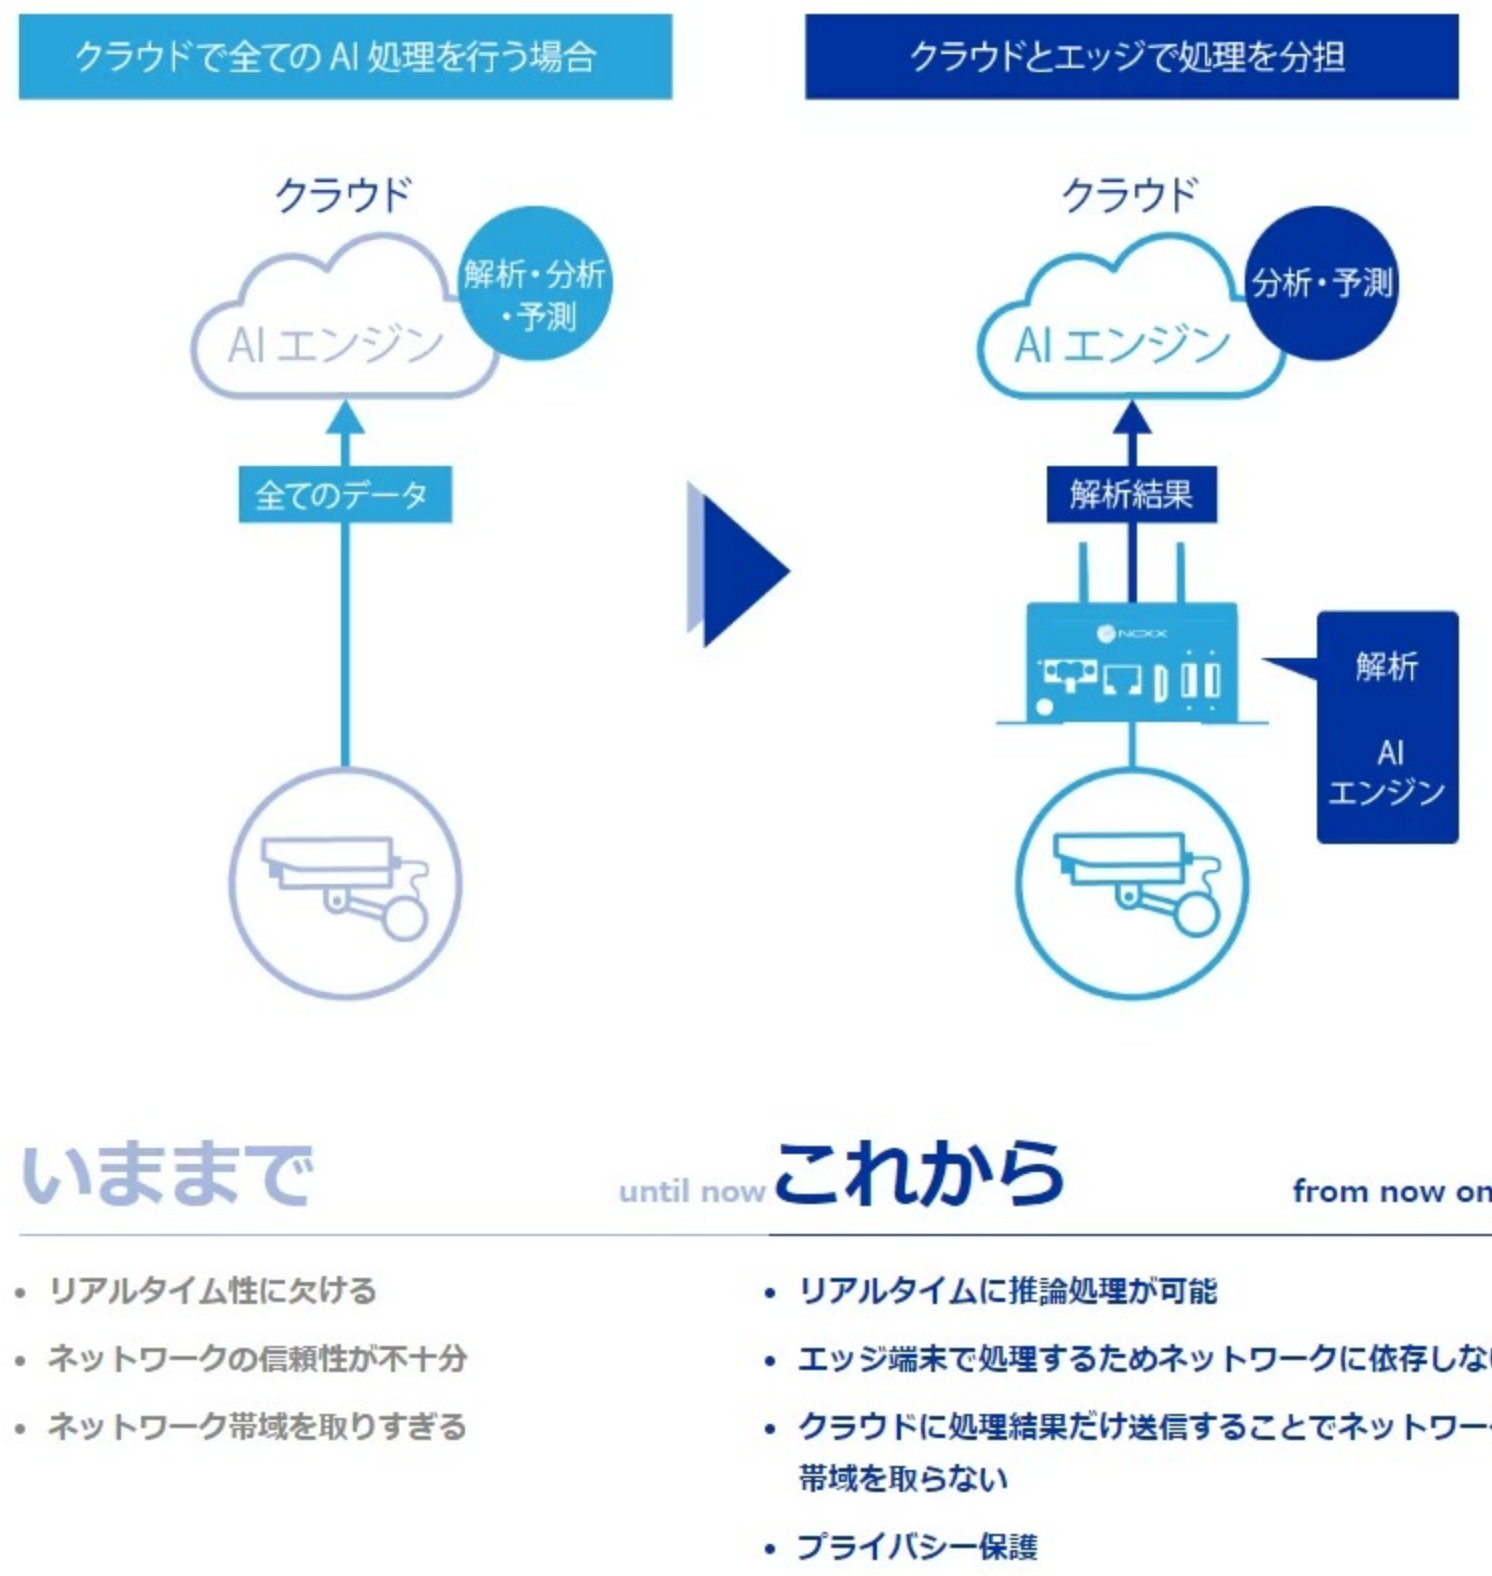 クラウドで全ての AI 処理を行う場合
クラウド
解析・分析
・予測
AI エンジン
全てのデータ
クラウドとエッジで処理を分担
クラウド
分析・予測
AI エンジン
解析結果
NCXX
解析
AI
エンジン
いままで
until now
リアルタイム性に欠ける
ネットワークの信頼性が不十分
ネットワーク帯域を取りすぎる
これから
from now on
リアルタイムに推論処理が可能
エッジ端末で処理するためネットワークに依存しない
クラウドに処理結果だけ送信することでネットワーク
帯域を取らない
プライバシー保護